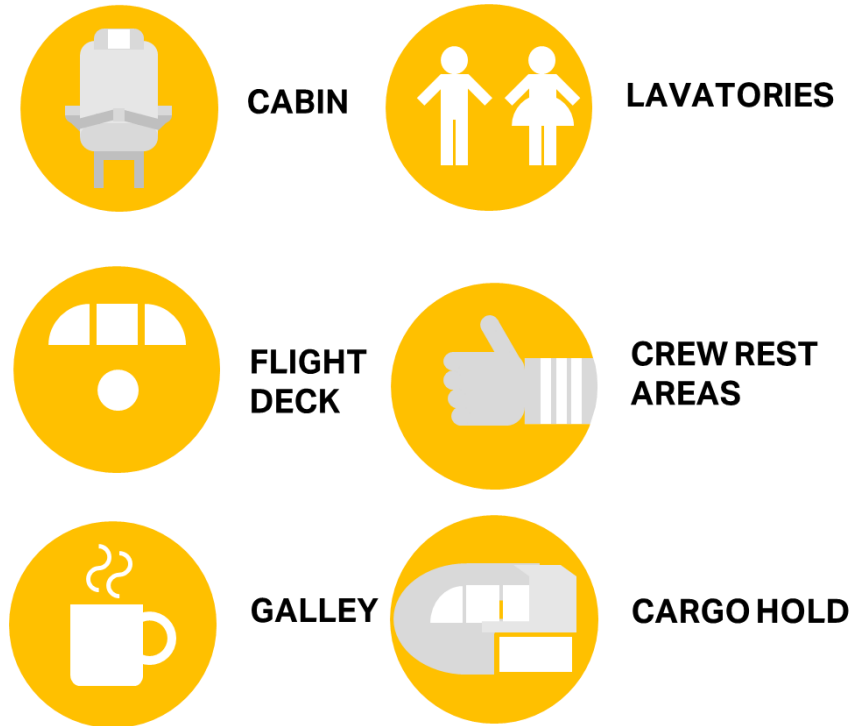 CABIN
LAVATORIES
FLIGHT
DECK
CREW REST
AREAS
GALLEY
CARGO HOLD